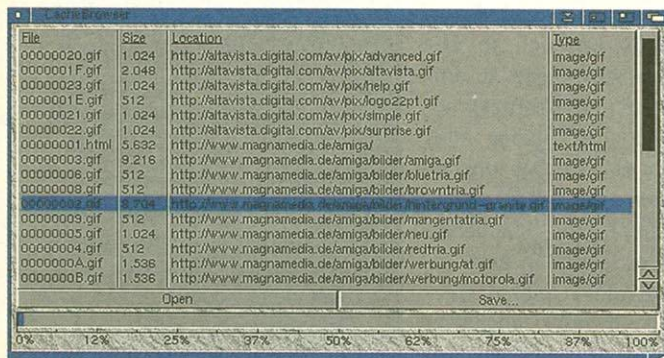 CacheBrowser
File Size Location Type
00000020.gif 1.024 http://altavista.digital.com/av/pix/advanced.gif image/gif
0000001F.gif 2.048 http://altavista.digital.com/av/pix/altavista.gif image/gif
00000023.gif 1.024 http://altavista.digital.com/av/pix/help.gif image/gif
0000001E.gif 512 http://altavista.digital.com/av/pix/logo22pt.gif image/gif
00000021.gif 1.024 http://altavista.digital.com/av/pix/simple.gif image/gif
00000022.gif 1.024 http://altavista.digital.com/av/pix/surprise.gif image/gif
00000001.html 5.632 http://www.magnamedia.de/amiga/ text/html
00000003.gif 9.216 http://www.magnamedia.de/amiga/bilder/amiga.gif image/gif
00000006.gif 512 http://www.magnamedia.de/amiga/bilder/bluetria.gif image/gif
00000008.gif 512 http://www.magnamedia.de/amiga/bilder/browntria.gif image/gif
00000002.gif 8.704 http://www.magnamedia.de/amiga/bilder/hintergrund-granite.gif image/gif
00000009.gif 512 http://www.magnamedia.de/amiga/bilder/mangentatria.gif image/gif
00000005.gif 1.024 http://www.magnamedia.de/amiga/bilder/neu.gif image/gif
00000004.gif 512 http://www.magnamedia.de/amiga/bilder/redtria.gif image/gif
0000000A.gif 1.536 http://www.magnamedia.de/amiga/bilder/werbung/at.gif image/gif
0000000B.gif 1.536 http://www.magnamedia.de/amiga/bilder/werbung/motorola.gif image/gif
Open Save...
0% 12% 25% 37% 50% 62% 75% 87% 100%